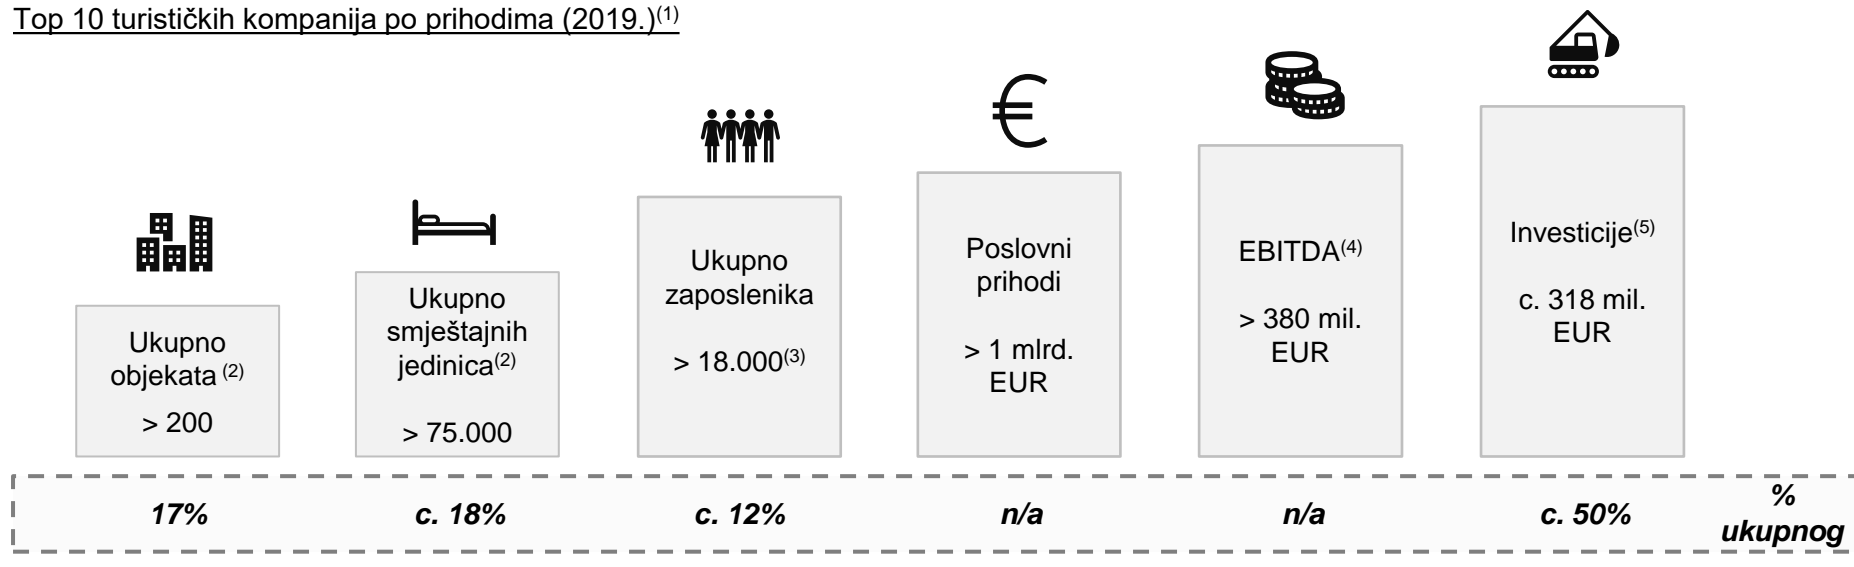 Top 10 turističkih kompanija po prihodima (2019.)(1)
Ukupno
objekata (2)
> 200
Ukupno
smještajnih
jedinica(2)
> 75.000
Ukupno
zaposlenika
> 18.000(3)
Poslovni
prihodi
> 1 mlrd.
EUR
EBITDA(4)
> 380 mil.
EUR
Investicije(5)
c. 318 mil.
EUR
17%
c. 18%
c. 12%
n/a
n/a
c. 50%
%
ukupnog